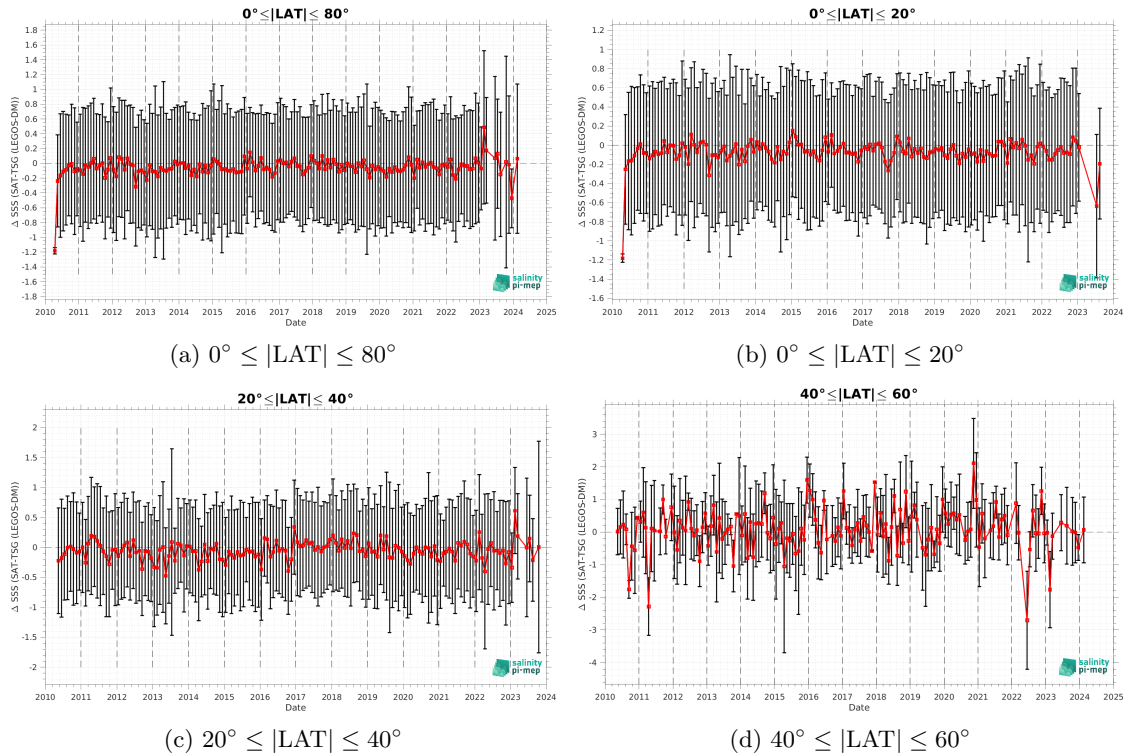 0°≤|LAT|≤ 80°
Δ SSS (SAT-TSG (LEGOS-DM))
1.8
1.6
1.4
1.2
1
0.8
0.6
0.4
0.2
0
-0.2
-0.4
-0.6
-0.8
-1
-1.2
-1.4
-1.6
-1.8
2010 2011 2012 2013 2014 2015 2016 2017 2018 2019 2020 2021 2022 2023 2024 2025
Date
salinity
pi-mep
(a) 0° ≤ |LAT| ≤ 80°
0°≤|LAT|≤ 20°
Δ SSS (SAT-TSG (LEGOS-DM))
1.2
1
0.8
0.6
0.4
0.2
0
-0.2
-0.4
-0.6
-0.8
-1
-1.2
-1.4
-1.6
2010 2011 2012 2013 2014 2015 2016 2017 2018 2019 2020 2021 2022 2023 2024
Date
salinity
pi-mep
(b) 0° ≤ |LAT| ≤ 20°
20°≤|LAT|≤ 40°
Δ SSS (SAT-TSG (LEGOS-DM))
2
1.5
1
0.5
0
-0.5
-1
-1.5
-2
2010 2011 2012 2013 2014 2015 2016 2017 2018 2019 2020 2021 2022 2023 2024
Date
salinity
pi-mep
(c) 20° ≤ |LAT| ≤ 40°
40°≤|LAT|≤ 60°
Δ SSS (SAT-TSG (LEGOS-DM))
3
2
1
0
-1
-2
-3
-4
2010 2011 2012 2013 2014 2015 2016 2017 2018 2019 2020 2021 2022 2023 2024 2025
Date
salinity
pi-mep
(d) 40° ≤ |LAT| ≤ 60°